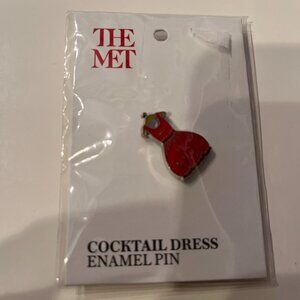 THE
MET
COCKTAIL DRESS
ENAMEL PIN